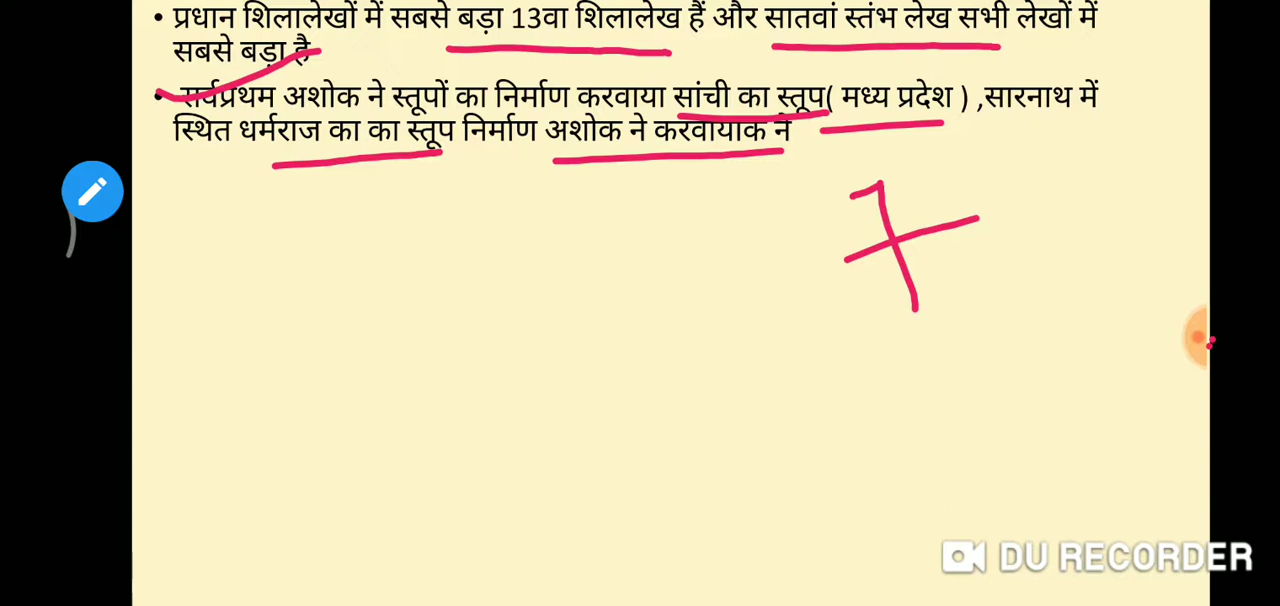 • प्रधान शिलालेखों में सबसे बड़ा 13वा शिलालेख हैं और सातवां स्तंभ लेख सभी लेखों में
सबसे बड़ा है
• सर्वप्रथम अशोक ने स्तूपों का निर्माण करवाया सांची का स्तूप( मध्य प्रदेश ) ,सारनाथ में
स्थित धर्मराज का का स्तूप निर्माण अशोक ने करवायाक ने
DU RECORDER